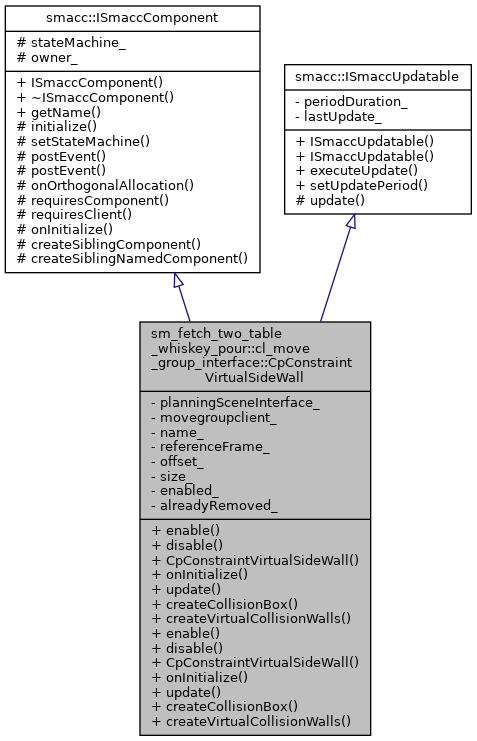 smacc::ISmaccComponent
# stateMachine_
# owner_
+ ISmaccComponent()
+ ~ISmaccComponent()
+ getName()
# initialize()
# setStateMachine()
# postEvent()
# postEvent()
# onOrthogonalAllocation()
# requiresComponent()
# requiresClient()
# onInitialize()
# createSiblingComponent()
# createSiblingNamedComponent()
smacc::ISmaccUpdatable
- periodDuration_
- lastUpdate_
+ ISmaccUpdatable()
+ ISmaccUpdatable()
+ executeUpdate()
+ setUpdatePeriod()
# update()
sm_fetch_two_table
_whiskey_pour::cl_move
_group_interface::CpConstraint
VirtualSideWall
- planningSceneInterface_
- movegroupclient_
- name_
- referenceFrame_
- offset_
- size_
- enabled_
- alreadyRemoved_
+ enable()
+ disable()
+ CpConstraintVirtualSideWall()
+ onInitialize()
+ update()
+ createCollisionBox()
+ createVirtualCollisionWalls()
+ enable()
+ disable()
+ CpConstraintVirtualSideWall()
+ onInitialize()
+ update()
+ createCollisionBox()
+ createVirtualCollisionWalls()